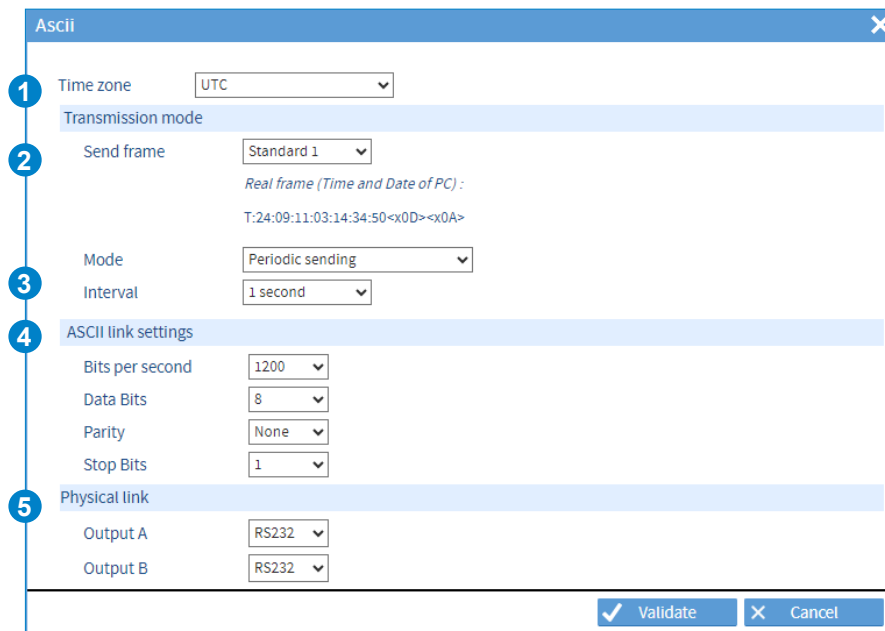 Ascii
1 Time zone UTC
Transmission mode
2 Send frame Standard 1
Real frame (Time and Date of PC) :
T:24:09:11:03:14:34:50<x0D><x0A>
Mode Periodic sending
3 Interval 1 second
4 ASCII link settings
Bits per second 1200
Data Bits 8
Parity None
Stop Bits 1
5 Physical link
Output A RS232
Output B RS232
Validate Cancel